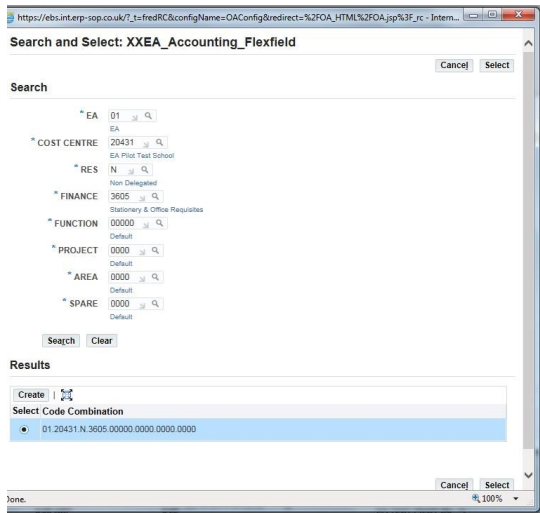 https://ebs.int.erp-sop.co.uk/?_t=fredRC&configName=OAConfig&redirect=%2FOA_HTML%2FOA.jsp%3F_rc - Intern...
Search and Select: XXEA_Accounting_Flexfield
Cancel Select
Search
* EA 01
EA
* COST CENTRE 20431
EA Pilot Test School
* RES N
Non Delegated
* FINANCE 3605
Stationery & Office Requisites
* FUNCTION 00000
Default
* PROJECT 0000
Default
* AREA 0000
Default
* SPARE 0000
Default
Search Clear
Results
Create |
Select Code Combination
01.20431.N.3605.00000.0000.0000.0000
Cancel Select
Done. 100%